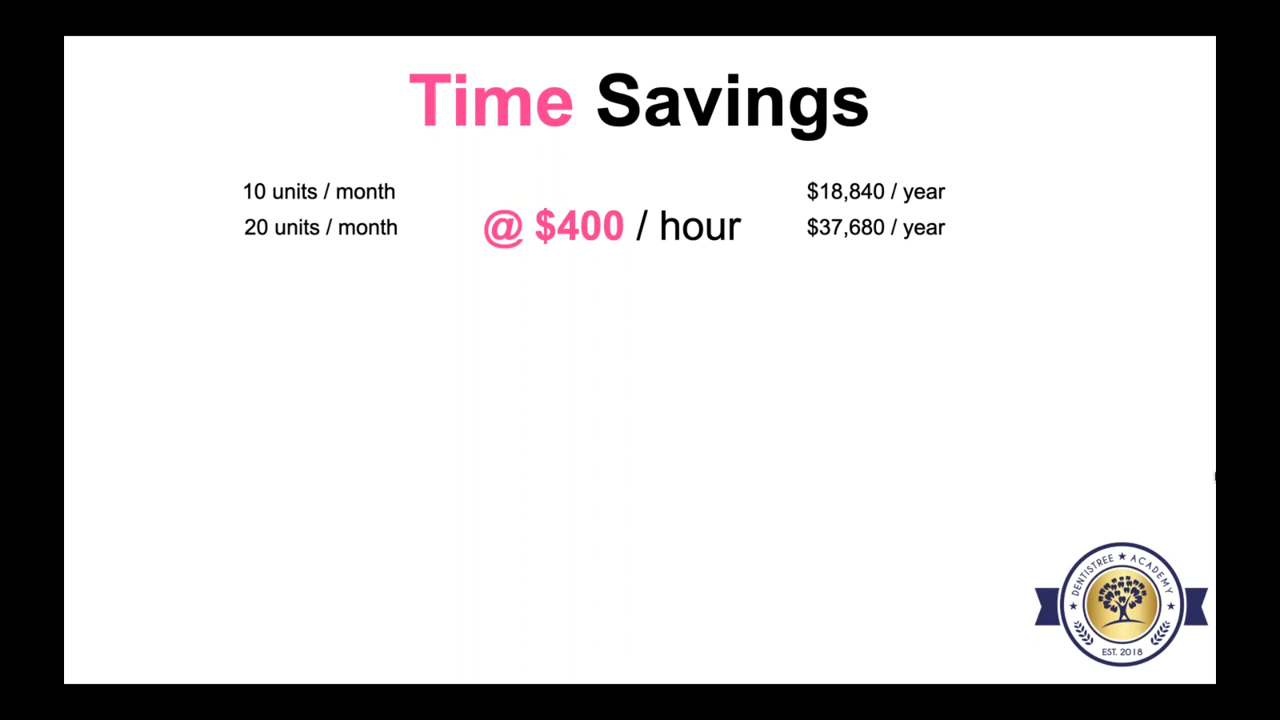 Time Savings
10 units / month
20 units / month
@ $400 / hour
$18,840 / year
$37,680 / year
DENTISTREE ★ ACADEMY
EST. 2018